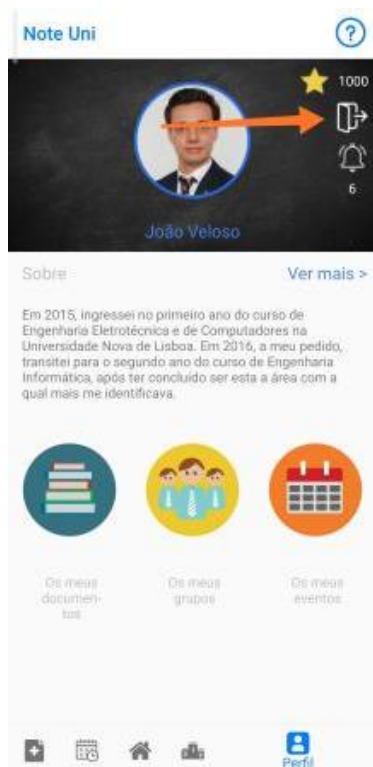 Note Uni
?
1000
6
João Veloso
Sobre
Ver mais >
Em 2015, ingressei no primeiro ano do curso de
Engenharia Eletrotécnica e de Computadores na
Universidade Nova de Lisboa. Em 2016, a meu pedido,
transitei para o segundo ano do curso de Engenharia
Informática, após ter concluído ser esta a área com a
qual mais me identificava.
Os meus
documen-
tos
Os meus
grupos
Os meus
eventos
Perfil